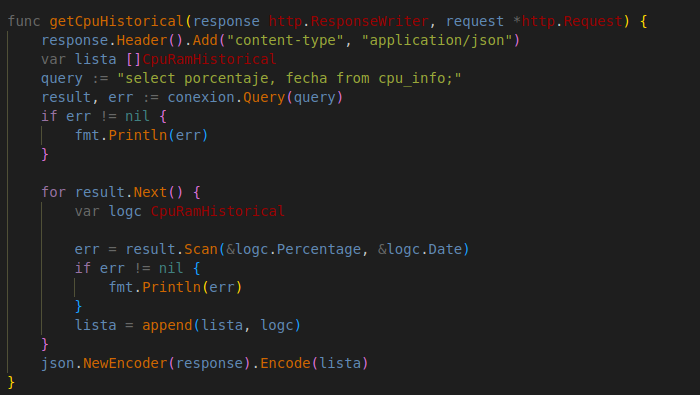 func getCpuHistorical(response http.ResponseWriter, request *http.Request) {
    response.Header().Add("content-type", "application/json")
    var lista []CpuRamHistorical
    query := "select porcentaje, fecha from cpu_info;"
    result, err := conexion.Query(query)
    if err != nil {
        fmt.Println(err)
    }

    for result.Next() {
        var logc CpuRamHistorical

        err = result.Scan(&logc.Percentage, &logc.Date)
        if err != nil {
            fmt.Println(err)
        }
        lista = append(lista, logc)
    }
    json.NewEncoder(response).Encode(lista)
}